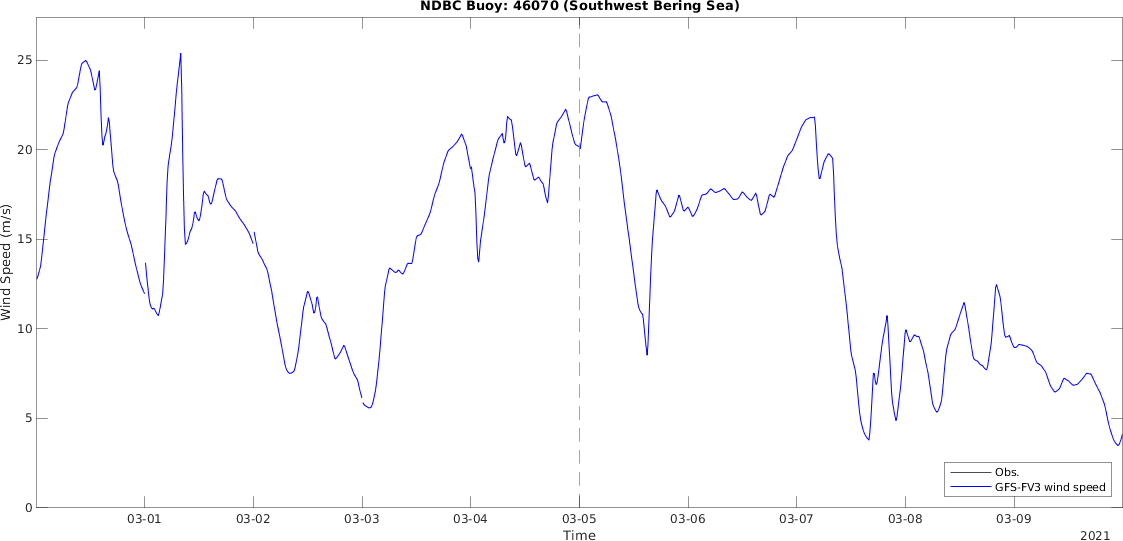 NDBC Buoy: 46070 (Southwest Bering Sea)
Wind Speed (m/s)
25
20
15
10
5
0
Obs.
GFS-FV3 wind speed
03-01 03-02 03-03 03-04 03-05 03-06 03-07 03-08 03-09
Time
2021